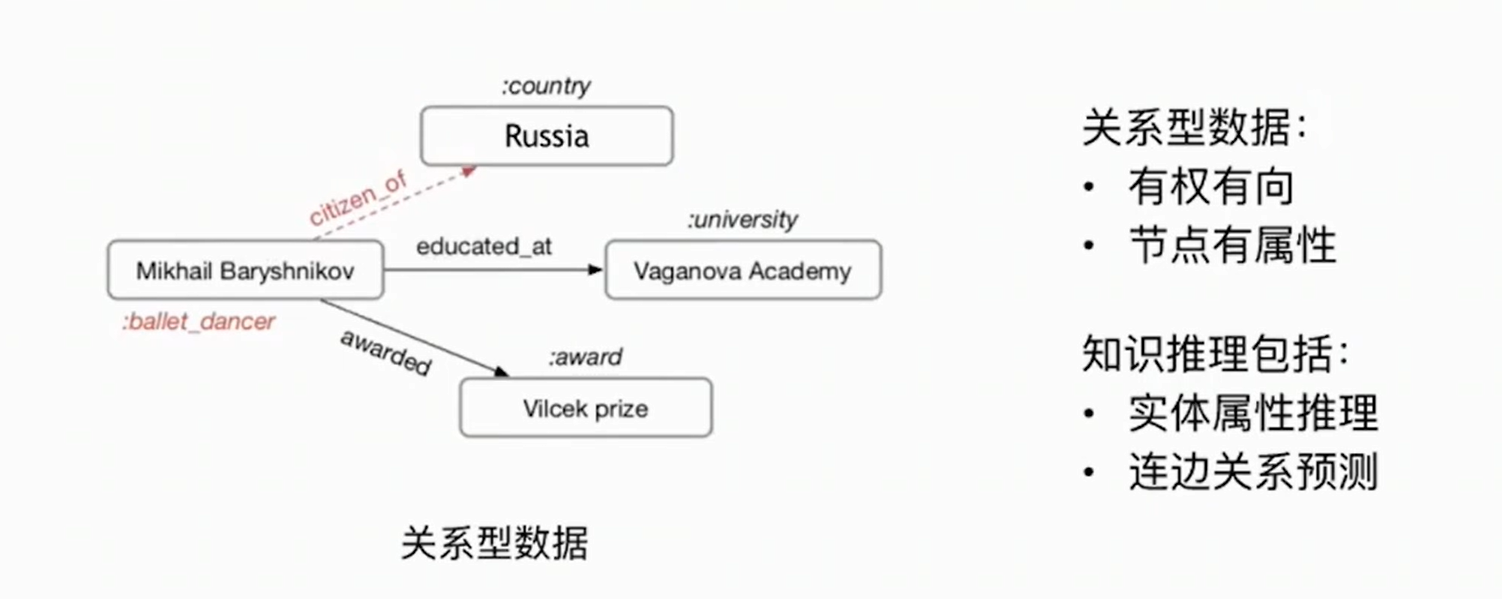 :country
Russia
citizen_of
:university
educated_at
Mikhail Baryshnikov
Vaganova Academy
:ballet_dancer
awarded
:award
Vilcek prize
关系型数据
关系型数据：
• 有权有向
• 节点有属性
知识推理包括：
• 实体属性推理
• 连边关系预测